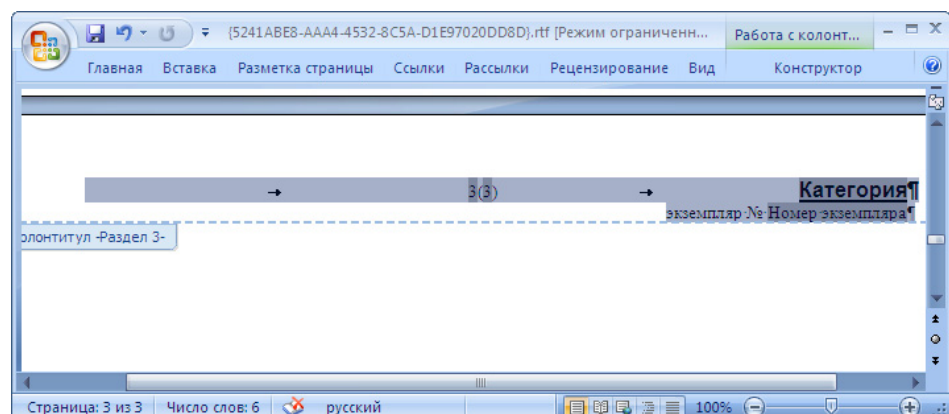 {5241ABE8-AAA4-4532-8C5A-D1E97020DD8D}.rtf [Режим ограниченн...
Работа с колонт...
Главная Вставка Разметка страницы Ссылки Рассылки Рецензирование Вид Конструктор
→ 3(3) → Категория¶
экземпляр·№·Номер·экземпляра¶
олонтитул -Раздел 3-
Страница: 3 из 3 Число слов: 6 русский 100%